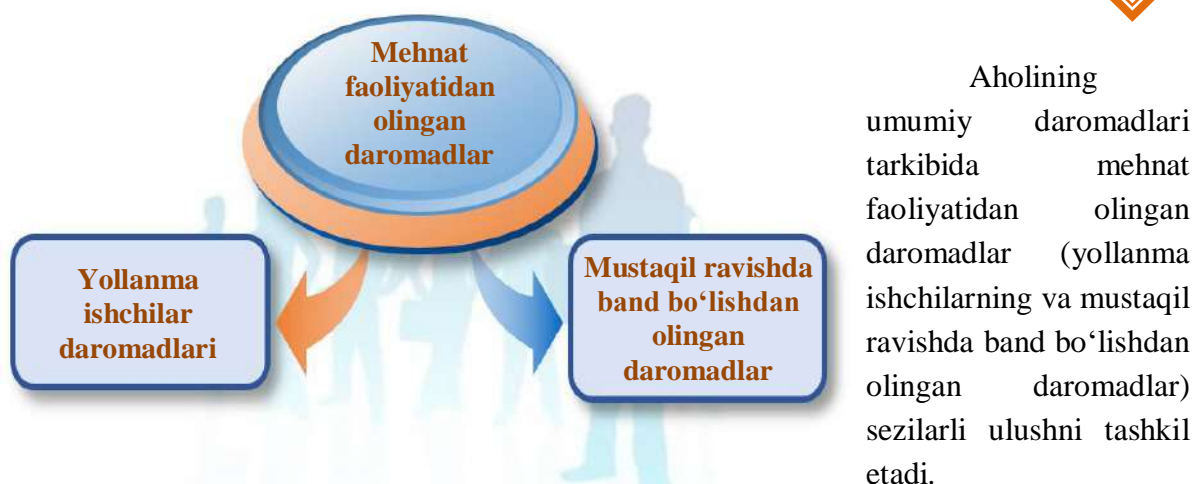 Mehnat
faoliyatidan
olingan
daromadlar
Yollanma
ishchilar
daromadlari
Mustaqil ravishda
band bo‘lishdan
olingan
daromadlar
Aholining
umumiy daromadlari
tarkibida mehnat
faoliyatidan olingan
daromadlar (yollanma
ishchilarning va mustaqil
ravishda band bo‘lishdan
olingan daromadlar)
sezilarli ulushni tashkil
etadi.